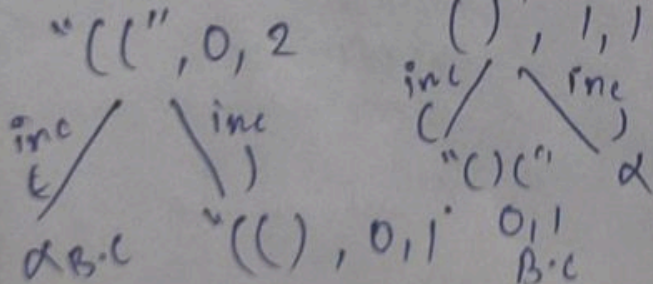 "((", 0, 2 () , 1, 1
inc inc inc inc
( ) ( )
"()(" α
α B.C "((), 0, 1" 0, 1
B.C